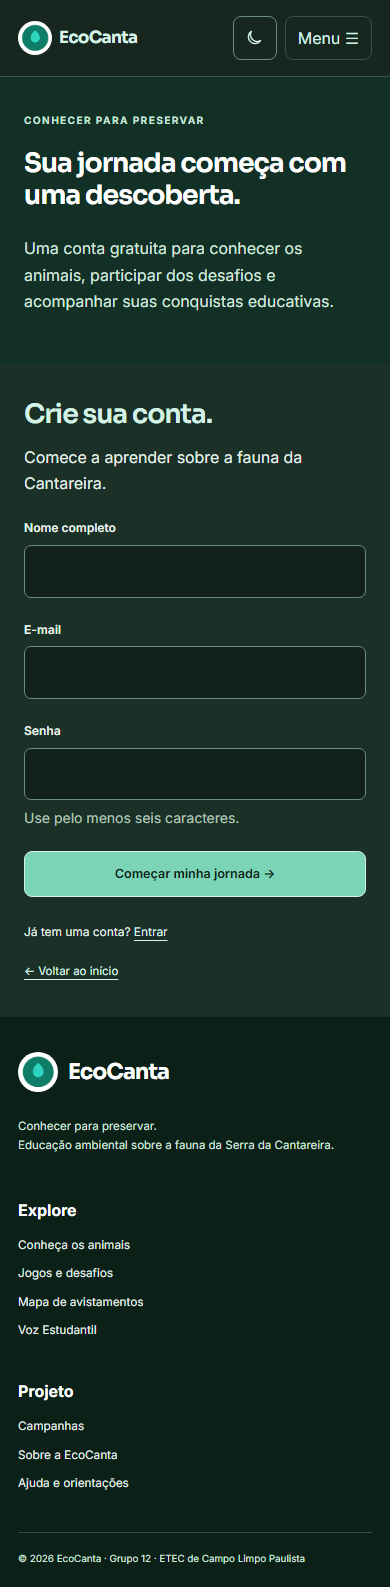 EcoCanta
Menu ☰
CONHECER PARA PRESERVAR
Sua jornada começa com
uma descoberta.
Uma conta gratuita para conhecer os
animais, participar dos desafios e
acompanhar suas conquistas educativas.
Crie sua conta.
Comece a aprender sobre a fauna da
Cantareira.
Nome completo
E-mail
Senha
Use pelo menos seis caracteres.
Começar minha jornada →
Já tem uma conta? Entrar
← Voltar ao início
EcoCanta
Conhecer para preservar.
Educação ambiental sobre a fauna da Serra da Cantareira.
Explore
Conheça os animais
Jogos e desafios
Mapa de avistamentos
Voz Estudantil
Projeto
Campanhas
Sobre a EcoCanta
Ajuda e orientações
© 2026 EcoCanta · Grupo 12 · ETEC de Campo Limpo Paulista